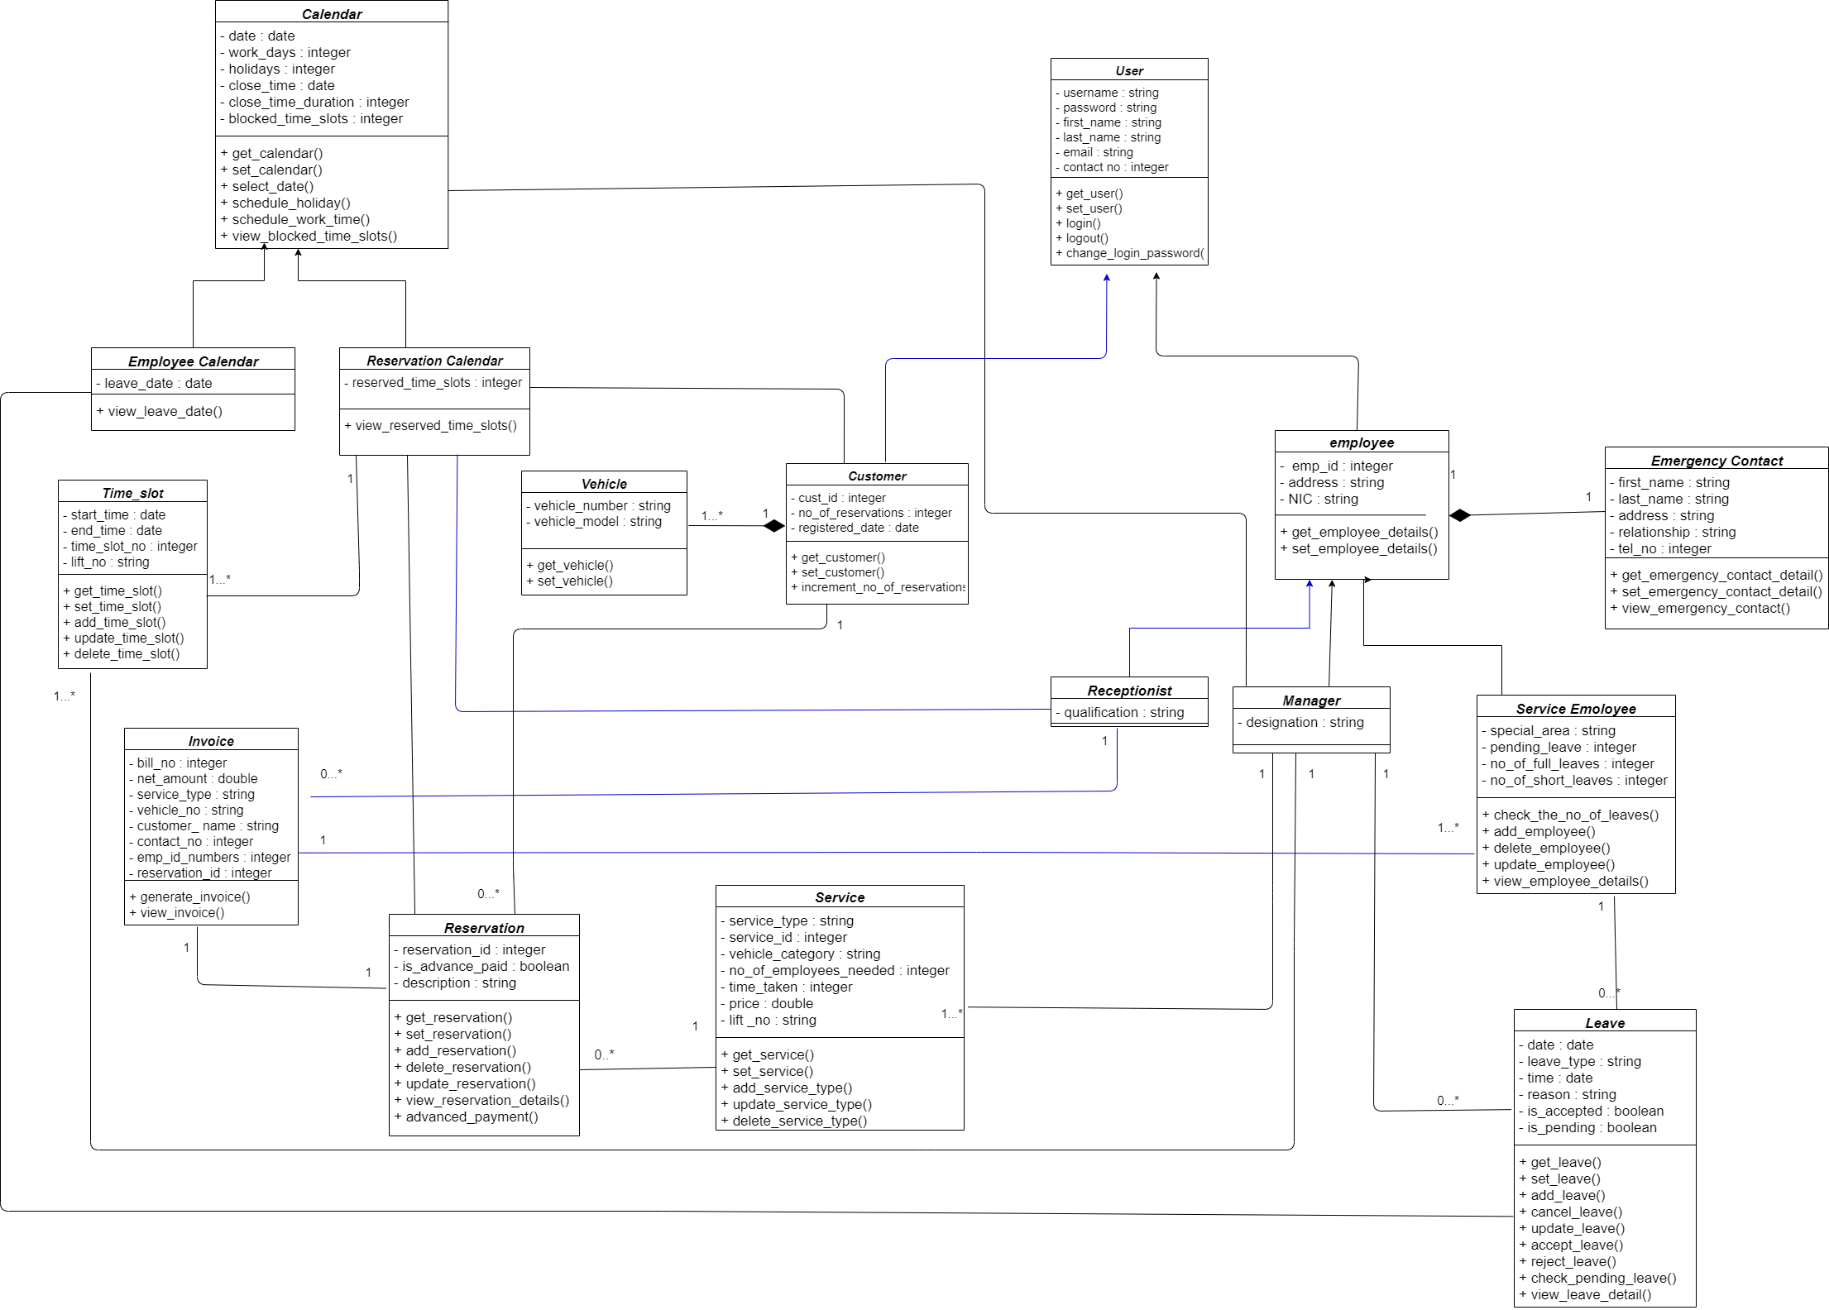 Calendar
- date : date
- work_days : integer
- holidays : integer
- close_time : date
- close_time_duration : integer
- blocked_time_slots : integer
+ get_calendar()
+ set_calendar()
+ select_date()
+ schedule_holiday()
+ schedule_work_time()
+ view_blocked_time_slots()
User
- username : string
- password : string
- first_name : string
- last_name : string
- email : string
- contact no : integer
+ get_user()
+ set_user()
+ login()
+ logout()
+ change_login_password(
Employee Calendar
- leave_date : date
+ view_leave_date()
Reservation Calendar
- reserved_time_slots : integer
+ view_reserved_time_slots()
1
Time_slot
- start_time : date
- end_time : date
- time_slot_no : integer
- lift_no : string
+ get_time_slot()
+ set_time_slot()
+ add_time_slot()
+ update_time_slot()
+ delete_time_slot()
1...*
1...*
Vehicle
- vehicle_number : string
- vehicle_model : string
+ get_vehicle()
+ set_vehicle()
1...*
1
Customer
- cust_id : integer
- no_of_reservations : integer
- registered_date : date
+ get_customer()
+ set_customer()
+ increment_no_of_reservations
1
employee
- emp_id : integer
- address : string
- NIC : string
+ get_employee_details()
+ set_employee_details()
1
1
Emergency Contact
- first_name : string
- last_name : string
- address : string
- relationship : string
- tel_no : integer
+ get_emergency_contact_detail()
+ set_emergency_contact_detail()
+ view_emergency_contact()
Receptionist
- qualification : string
1
Manager
- designation : string
1
1
1
Service Emoloyee
- special_area : string
- pending_leave : integer
- no_of_full_leaves : integer
- no_of_short_leaves : integer
+ check_the_no_of_leaves()
+ add_employee()
+ delete_employee()
+ update_employee()
+ view_employee_details()
1...*
1
Invoice
- bill_no : integer
- net_amount : double
- service_type : string
- vehicle_no : string
- customer_ name : string
- contact_no : integer
- emp_id_numbers : integer
- reservation_id : integer
+ generate_invoice()
+ view_invoice()
0...*
1
1
1
0...*
Reservation
- reservation_id : integer
- is_advance_paid : boolean
- description : string
+ get_reservation()
+ set_reservation()
+ add_reservation()
+ delete_reservation()
+ update_reservation()
+ view_reservation_details()
+ advanced_payment()
0..*
1
Service
- service_type : string
- service_id : integer
- vehicle_category : string
- no_of_employees_needed : integer
- time_taken : integer
- price : double
- lift _no : string
+ get_service()
+ set_service()
+ add_service_type()
+ update_service_type()
+ delete_service_type()
1...*
0...*
0...*
Leave
- date : date
- leave_type : string
- time : date
- reason : string
- is_accepted : boolean
- is_pending : boolean
+ get_leave()
+ set_leave()
+ add_leave()
+ cancel_leave()
+ update_leave()
+ accept_leave()
+ reject_leave()
+ check_pending_leave()
+ view_leave_detail()